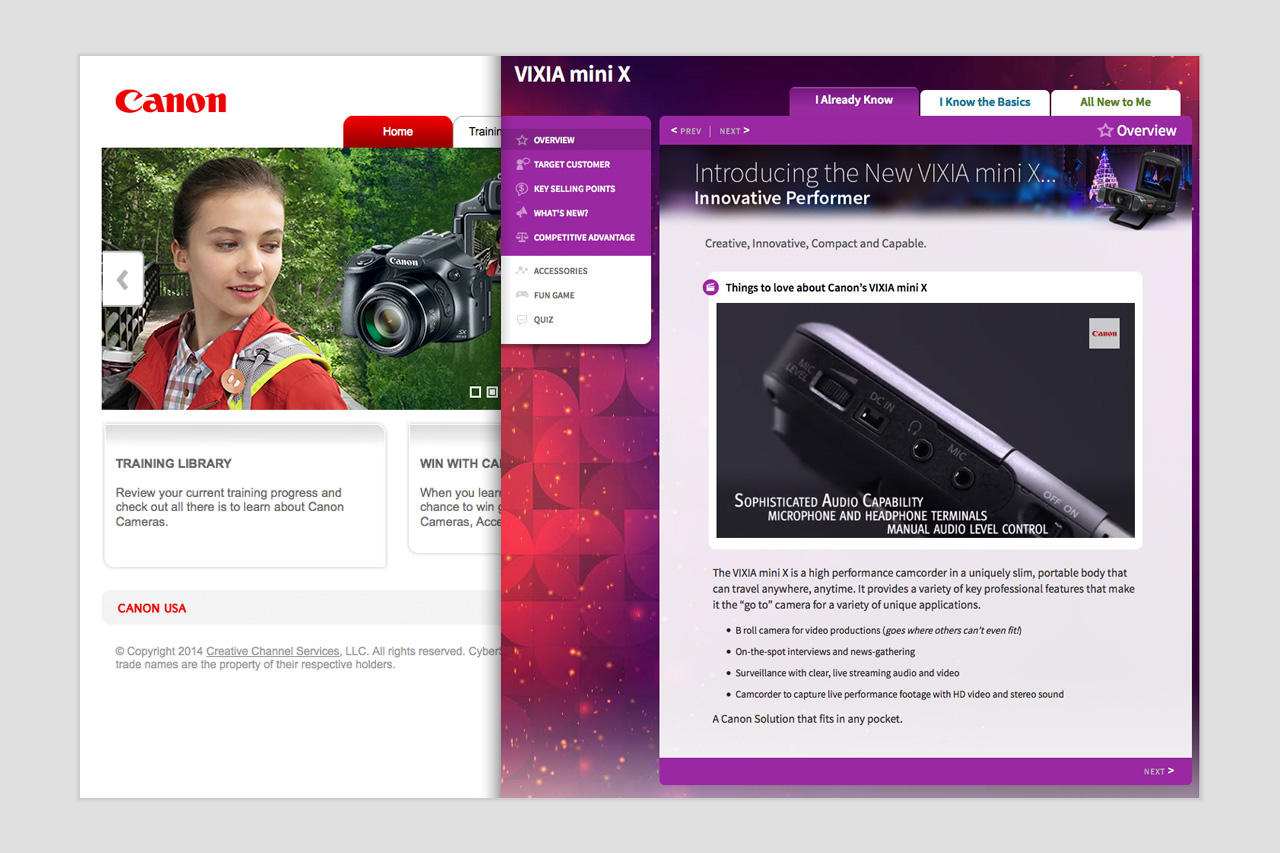 Canon
Home
Trainin
Canon
SX
TRAINING LIBRARY
Review your current training progress and
check out all there is to learn about Canon
Cameras.
WIN WITH CA
When you learn
chance to win g
Cameras, Acce
CANON USA
© Copyright 2014 Creative Channel Services, LLC. All rights reserved. CyberS
trade names are the property of their respective holders.
VIXIA mini X
I Already Know
I Know the Basics
All New to Me
OVERVIEW
TARGET CUSTOMER
KEY SELLING POINTS
WHAT'S NEW?
COMPETITIVE ADVANTAGE
ACCESSORIES
FUN GAME
QUIZ
< PREV | NEXT >
Overview
Introducing the New VIXIA mini X...
Innovative Performer
Creative, Innovative, Compact and Capable.
Things to love about Canon’s VIXIA mini X
Canon
MIC
LEVEL
DC IN
MIC
OFF ON
SOPHISTICATED AUDIO CAPABILITY
MICROPHONE AND HEADPHONE TERMINALS
MANUAL AUDIO LEVEL CONTROL
The VIXIA mini X is a high performance camcorder in a uniquely slim, portable body that
can travel anywhere, anytime. It provides a variety of key professional features that make
it the “go to” camera for a variety of unique applications.
• B roll camera for video productions (goes where others can’t even fit!)
• On-the-spot interviews and news-gathering
• Surveillance with clear, live streaming audio and video
• Camcorder to capture live performance footage with HD video and stereo sound
A Canon Solution that fits in any pocket.
NEXT >